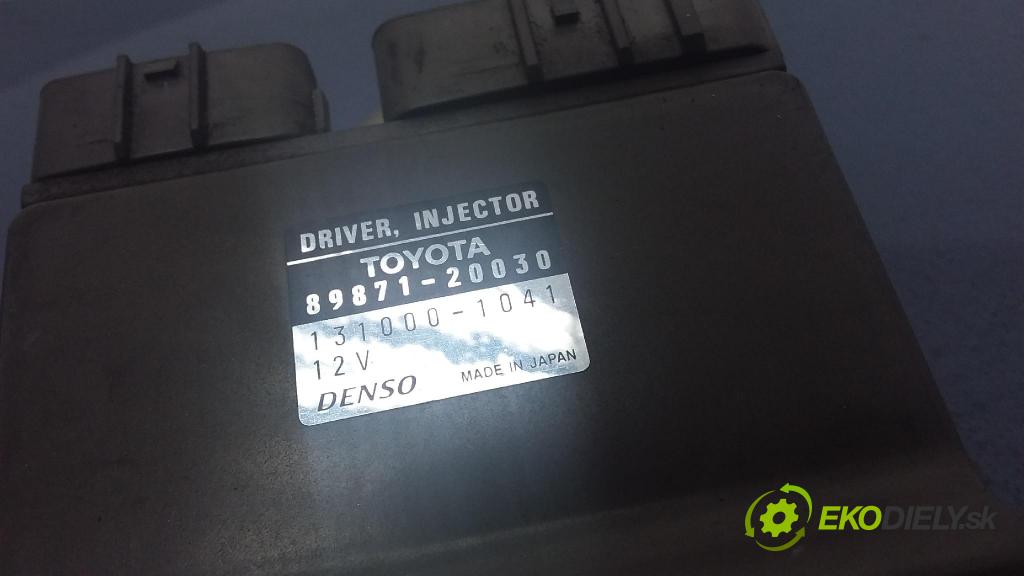 DRIVER, INJECTOR
TOYOTA
89871-20030
131000-1041
12V
DENSO MADE IN JAPAN
EKODIELY.sk